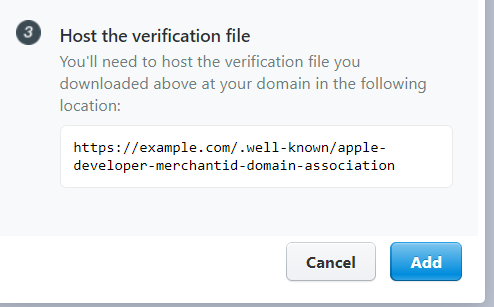 3
Host the verification file
You'll need to host the verification file you
downloaded above at your domain in the following
location:
https://example.com/.well-known/apple-
developer-merchantid-domain-association
Cancel Add